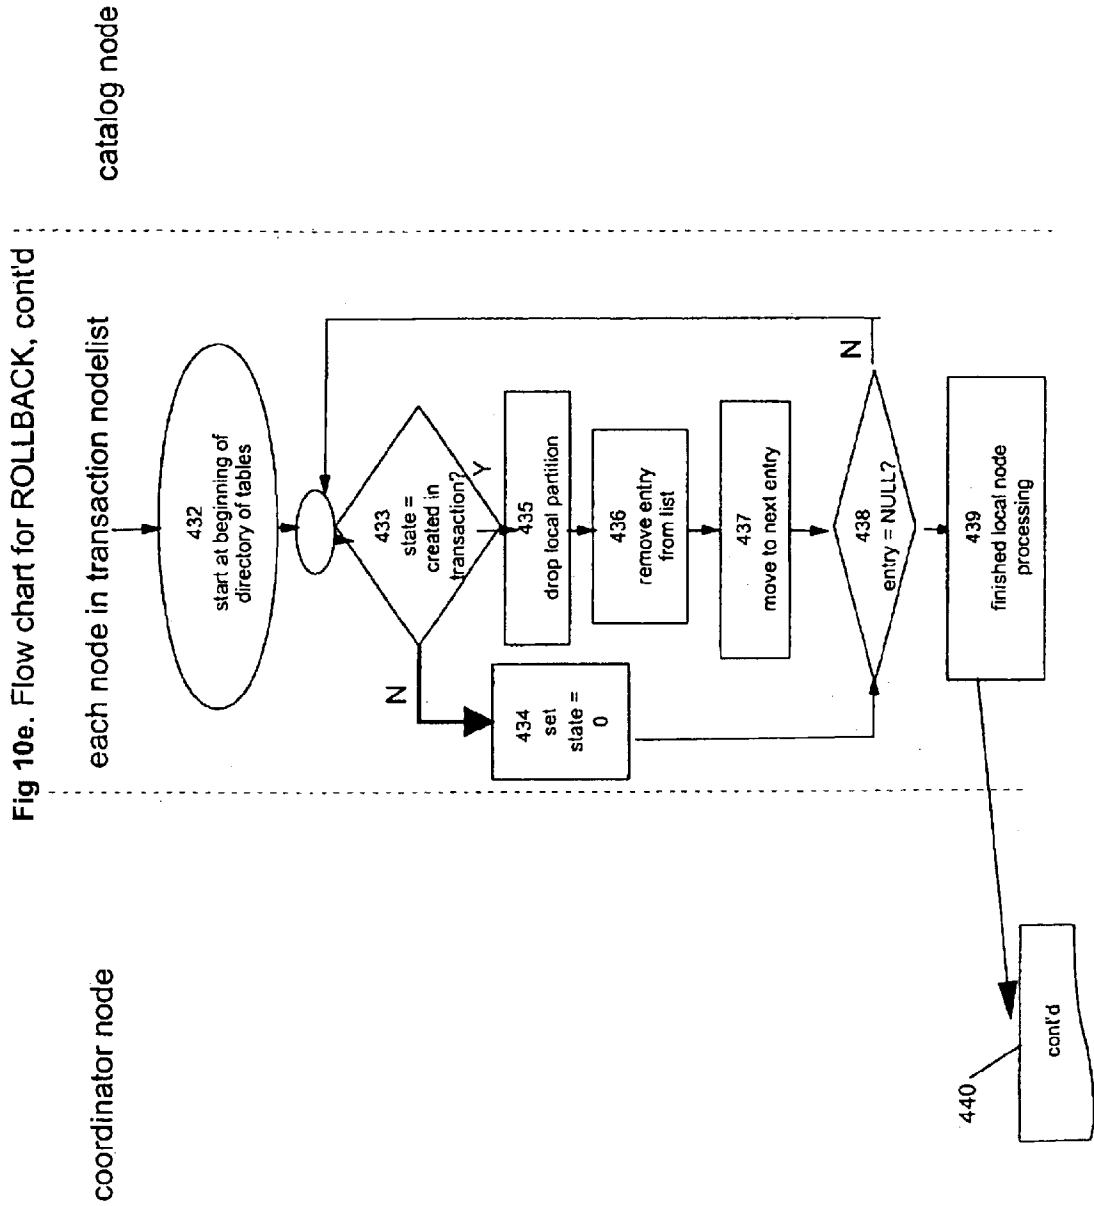 Fig 10e. Flow chart for ROLLBACK, cont'd
coordinator node
each node in transaction nodelist
catalog node
432
start at beginning of
directory of tables
433
state =
created in
transaction?
N
Y
434
set
state =
0
435
drop local partition
436
remove entry
from list
437
move to next entry
438
entry = NULL?
N
439
finished local node
processing
440
cont'd